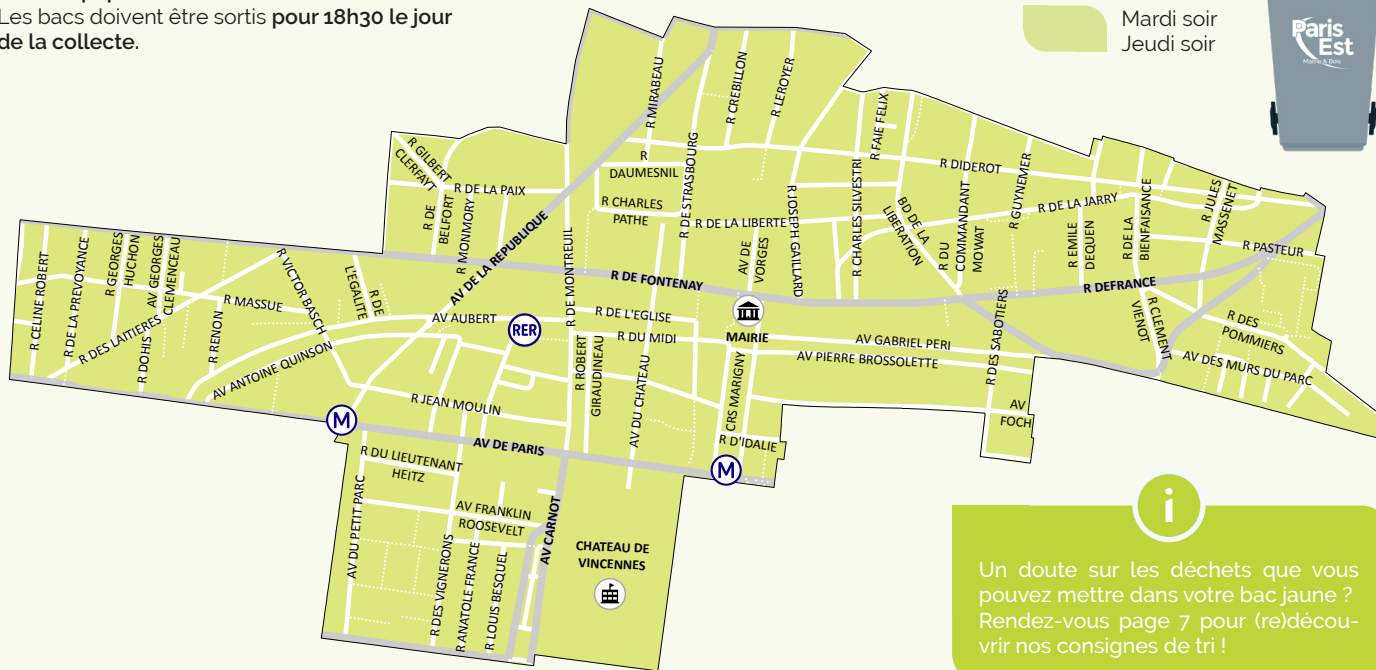 Les bacs doivent être sortis pour 18h30 le jour
de la collecte.
Mardi soir
Jeudi soir
Paris
Est
Marne & Bois
R MIRABEAU
R CREBILLON
R LEROYER
R FAIE FELIX
R GILBERT
CLERFAYT
R DE LA PAIX
R
DAUMESNIL
R DE STRASBOURG
R DIDEROT
R GUYNEMER
R CHARLES
PATHE
R DE LA LIBERTE
R JOSEPH GAILLARD
R CHARLES SILVESTRI
BD DE LA
LIBERATION
R DU
COMMANDANT
MOWAT
R DE LA JARRY
R EMILE
DEQUEN
R DE LA
BIENFAISANCE
R JULES
MASSENET
R PASTEUR
R DE
BELFORT
R MONMORY
AV DE LA REPUBLIQUE
R DE MONTREUIL
R DE FONTENAY
AV DE
VORGES
R DEFRANCE
R CELINE ROBERT
R DE LA PREVOYANCE
R GEORGES
HUCHON
AV GEORGES
CLEMENCEAU
R VICTOR BASCH
R DE
L'EGALITE
R MASSUE
R DES LAITIERES
R DOHIS
R RENON
AV ANTOINE QUINSON
AV AUBERT
RER
R DE L'EGLISE
R DU MIDI
MAIRIE
AV GABRIEL PERI
AV PIERRE BROSSOLETTE
R DES SABOTIERS
R CLEMENT
VIENOT
R DES
POMMIERS
AV DES MURS DU PARC
R ROBERT
GIRAUDINEAU
AV DU CHATEAU
CRS MARIGNY
R JEAN MOULIN
AV
FOCH
M
AV DE PARIS
R D'IDALIE
M
R DU LIEUTENANT
HEITZ
AV DU PETIT PARC
AV FRANKLIN
ROOSEVELT
AV CARNOT
R DES VIGNERONS
R ANATOLE FRANCE
R LOUIS BESQUEL
CHATEAU DE
VINCENNES
i
Un doute sur les déchets que vous
pouvez mettre dans votre bac jaune ?
Rendez-vous page 7 pour (re)décou-
vrir nos consignes de tri !